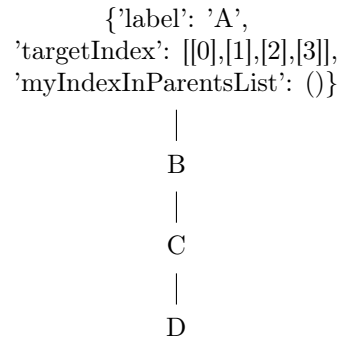 {’label’: ’A’,
’targetIndex’: [[0],[1],[2],[3]],
’myIndexInParentsList’: ()}
B
C
D